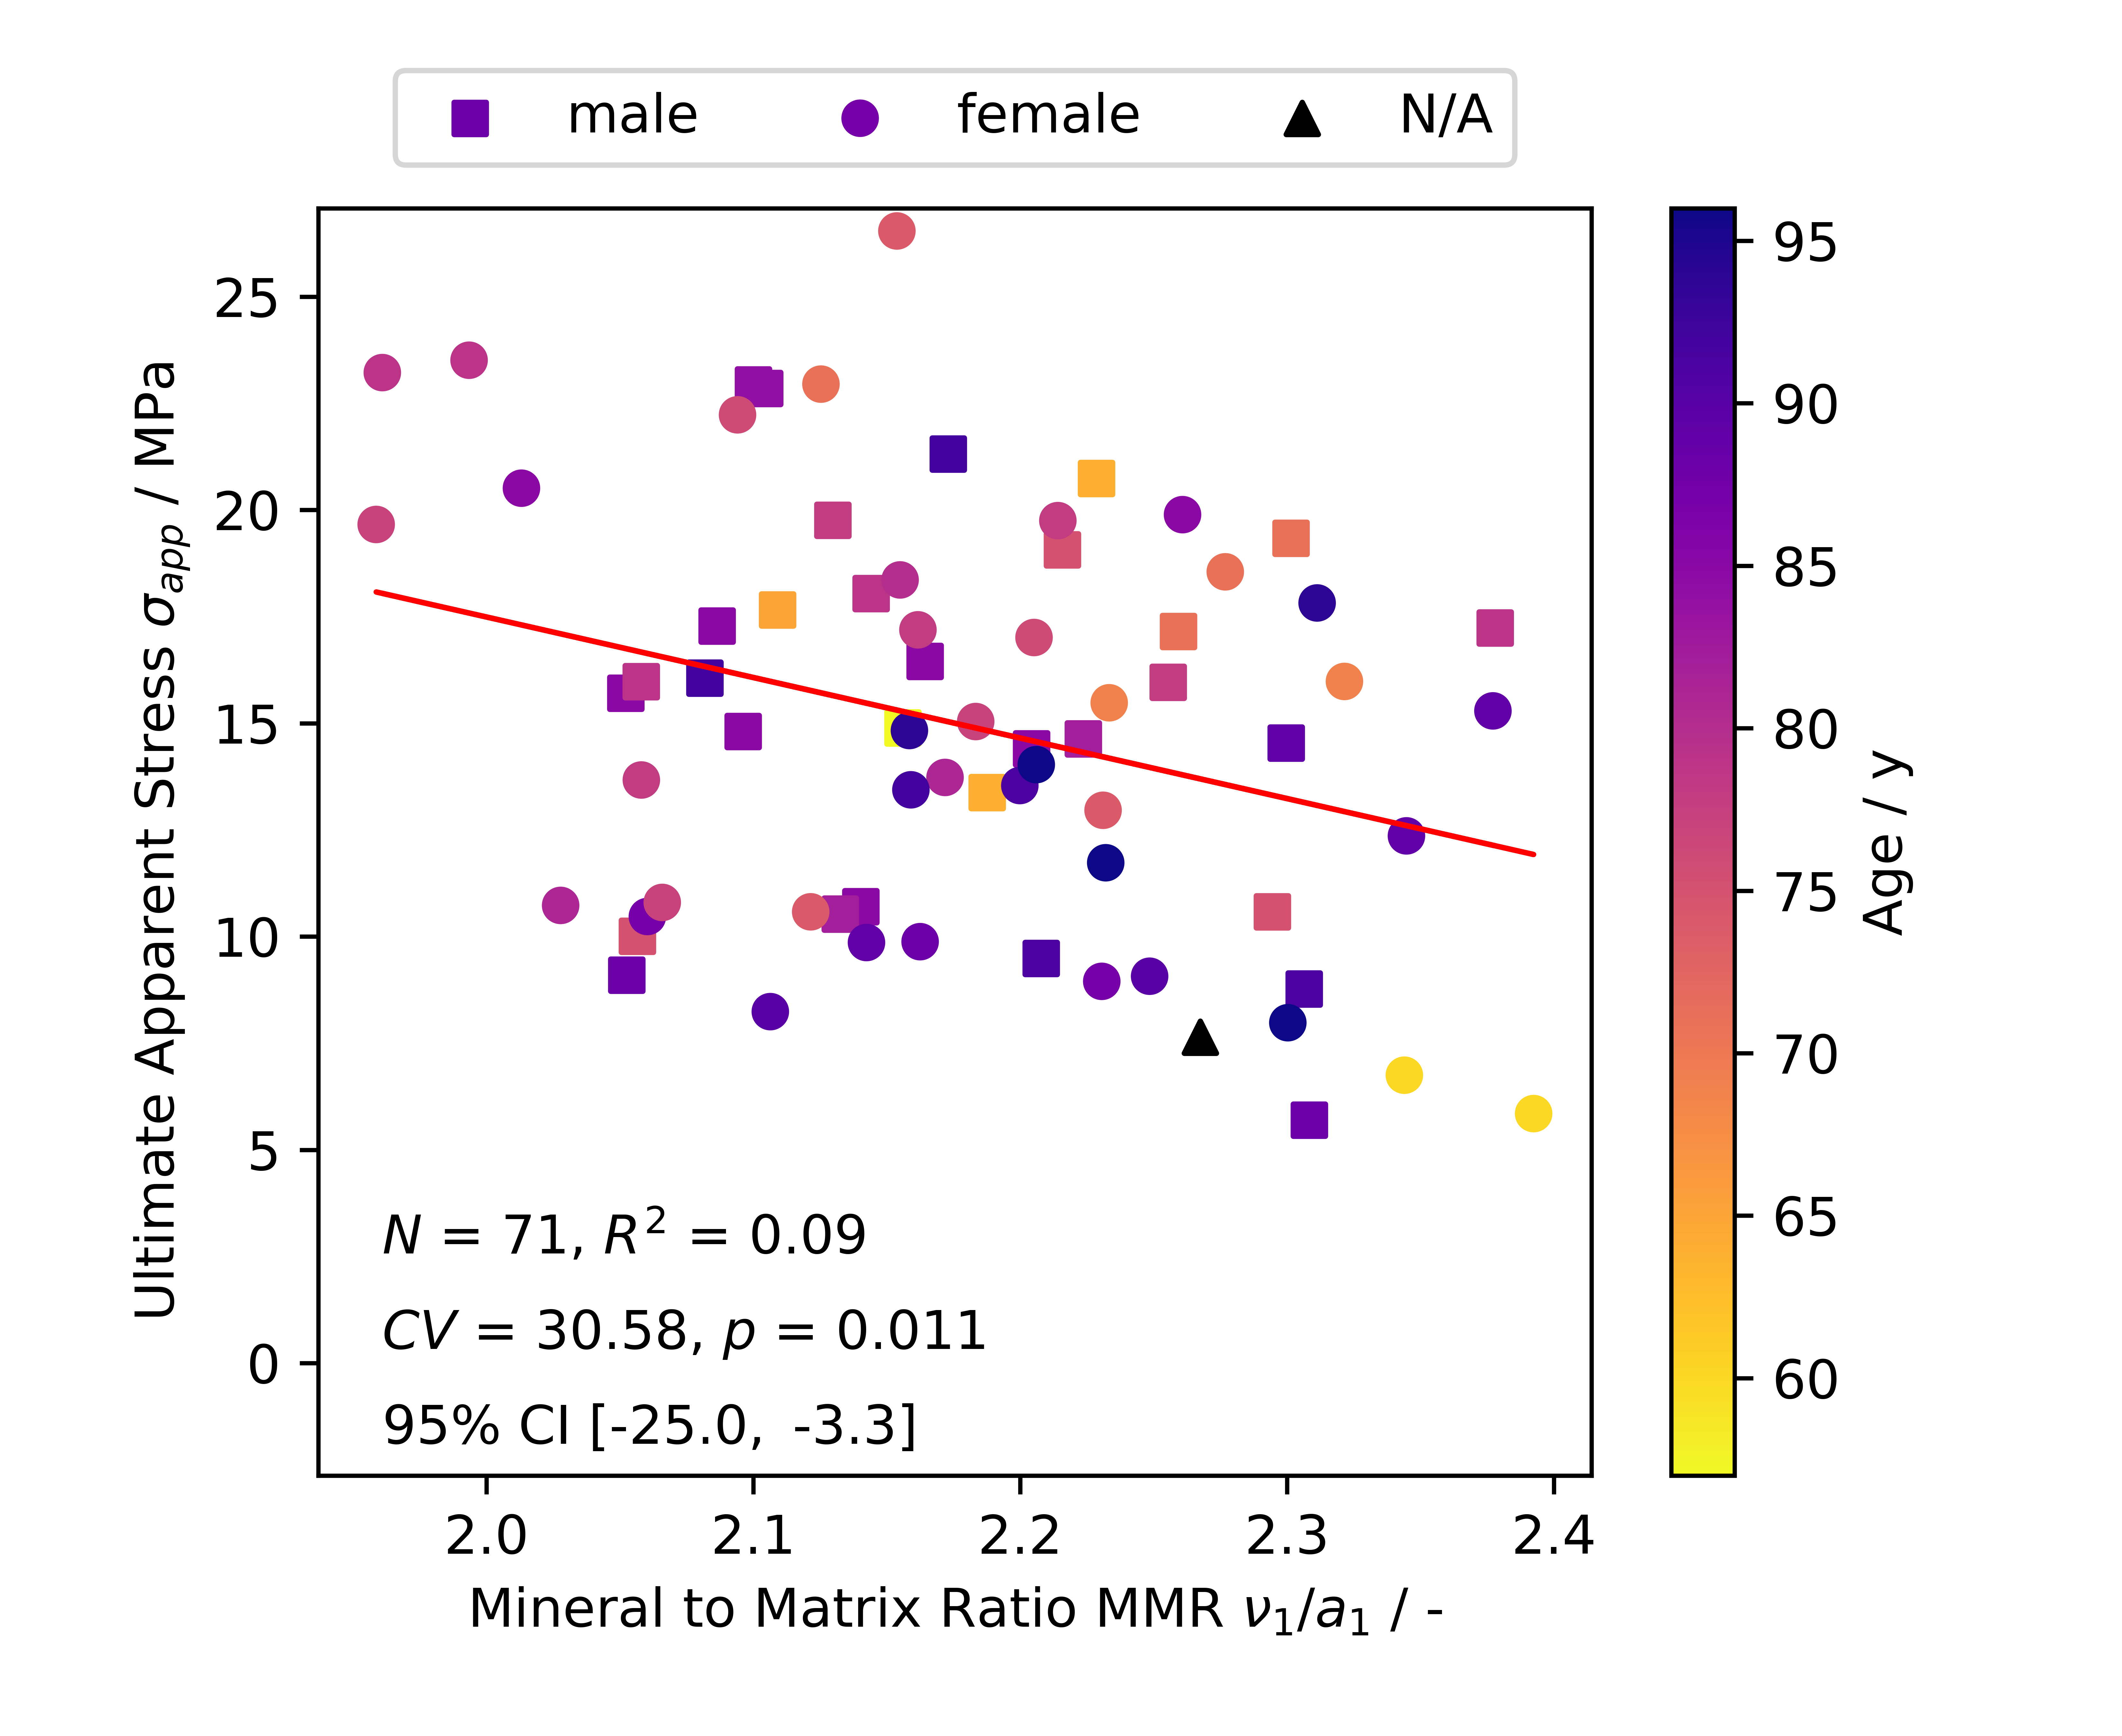 male female N/A
Ultimate Apparent Stress σ_app / MPa
25
20
15
10
5
0
N = 71, R² = 0.09
CV = 30.58, p = 0.011
95% CI [-25.0, -3.3]
2.0 2.1 2.2 2.3 2.4
Mineral to Matrix Ratio MMR ν₁/a₁ / -
95
90
85
80
75
70
65
60
Age / y